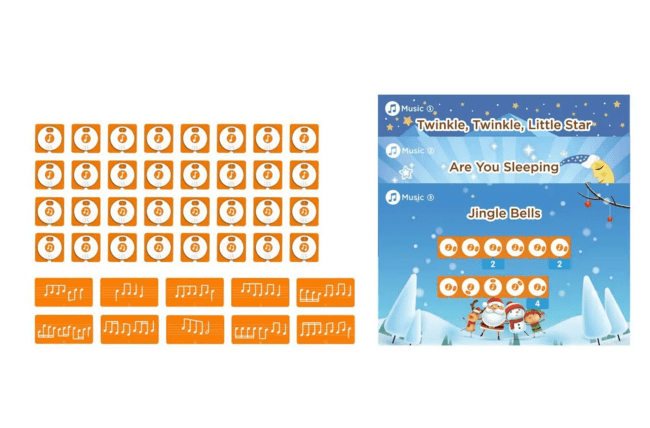 Music ①
Twinkle, Twinkle, Little Star
Music ②
Are You Sleeping
Music ③
Jingle Bells
2 2
4